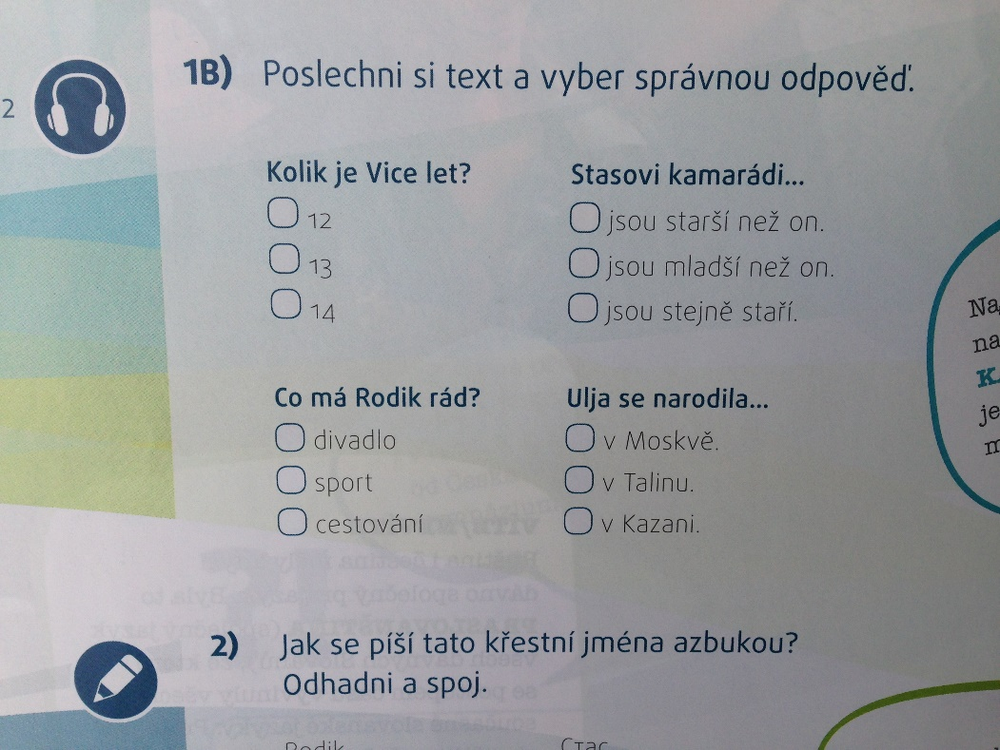 2
1B) Poslechni si text a vyber správnou odpověď.
Kolik je Vice let?
12
13
14
Stasovi kamarádi...
jsou starší než on.
jsou mladší než on.
jsou stejně staří.
Co má Rodik rád?
divadlo
sport
cestování
Ulja se narodila...
v Moskvě.
v Talinu.
v Kazani.
na
je
2) Jak se píší tato křestní jména azbukou?
Odhadni a spoj.
Rodik
Стас